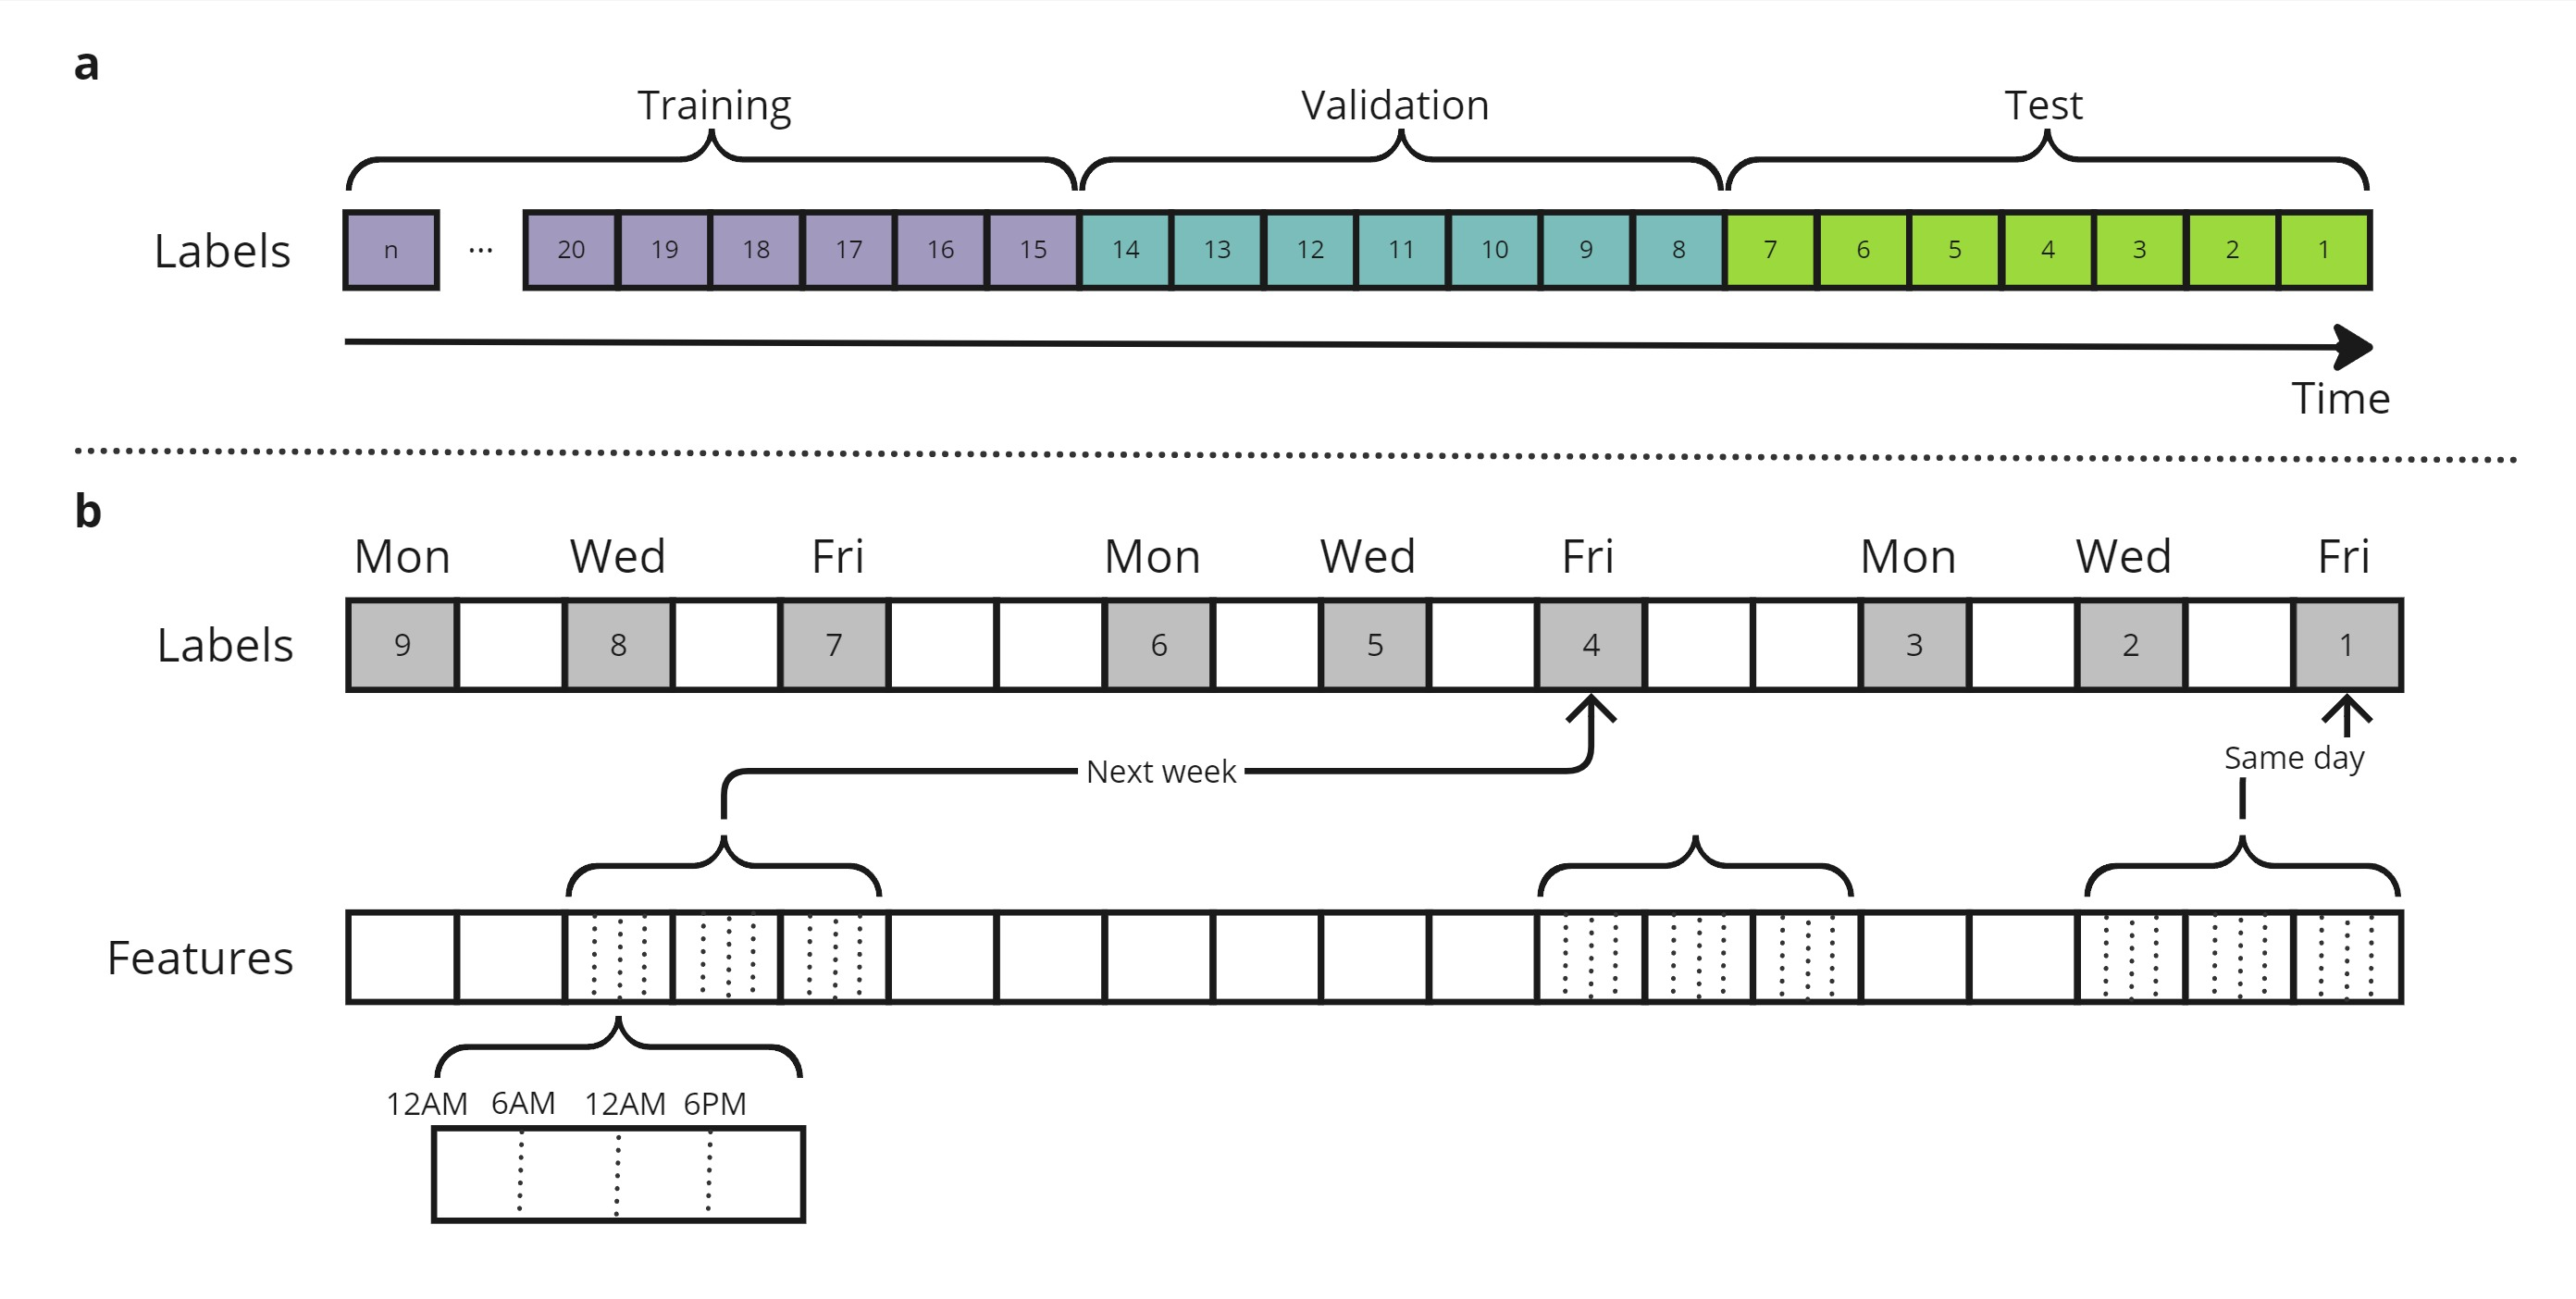 a
Training Validation Test
Labels n ... 20 19 18 17 16 15 14 13 12 11 10 9 8 7 6 5 4 3 2 1
Time
b
Mon Wed Fri Mon Wed Fri Mon Wed Fri
Labels 9 8 7 6 5 4 3 2 1
Next week
Same day
Features
12AM 6AM 12AM 6PM